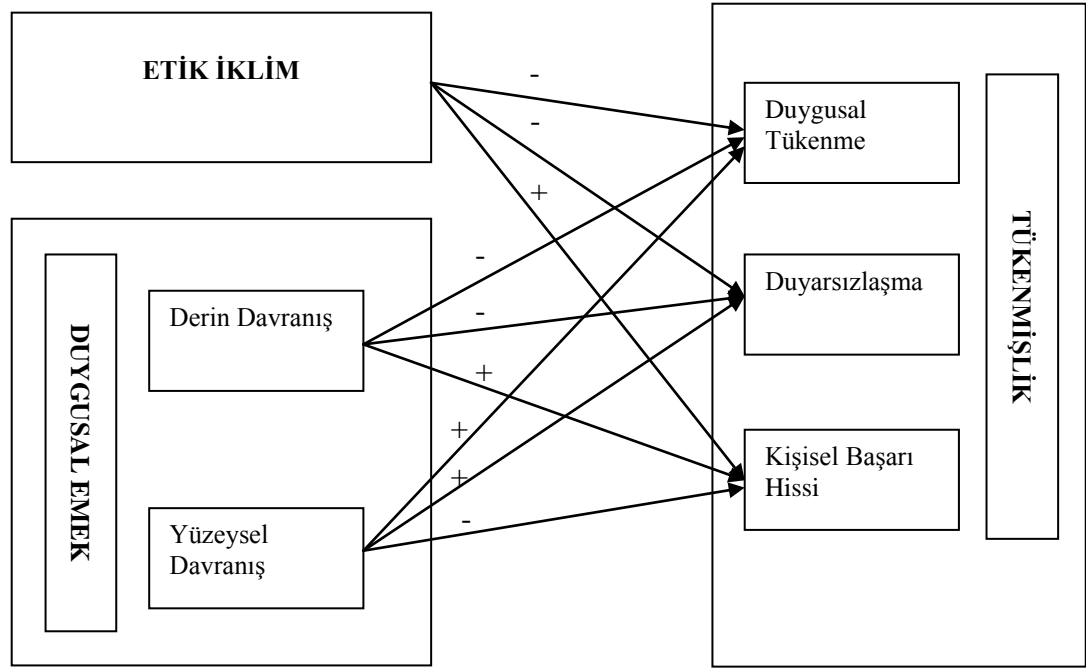 ETİK İKLİM
-
-
+
DUYGUSAL EMEK
Derin Davranış
Yüzeysel
Davranış
-
-
+
+
+
-
Duygusal
Tükenme
Duyarsızlaşma
Kişisel Başarı
Hissi
TÜKENMİŞLİK